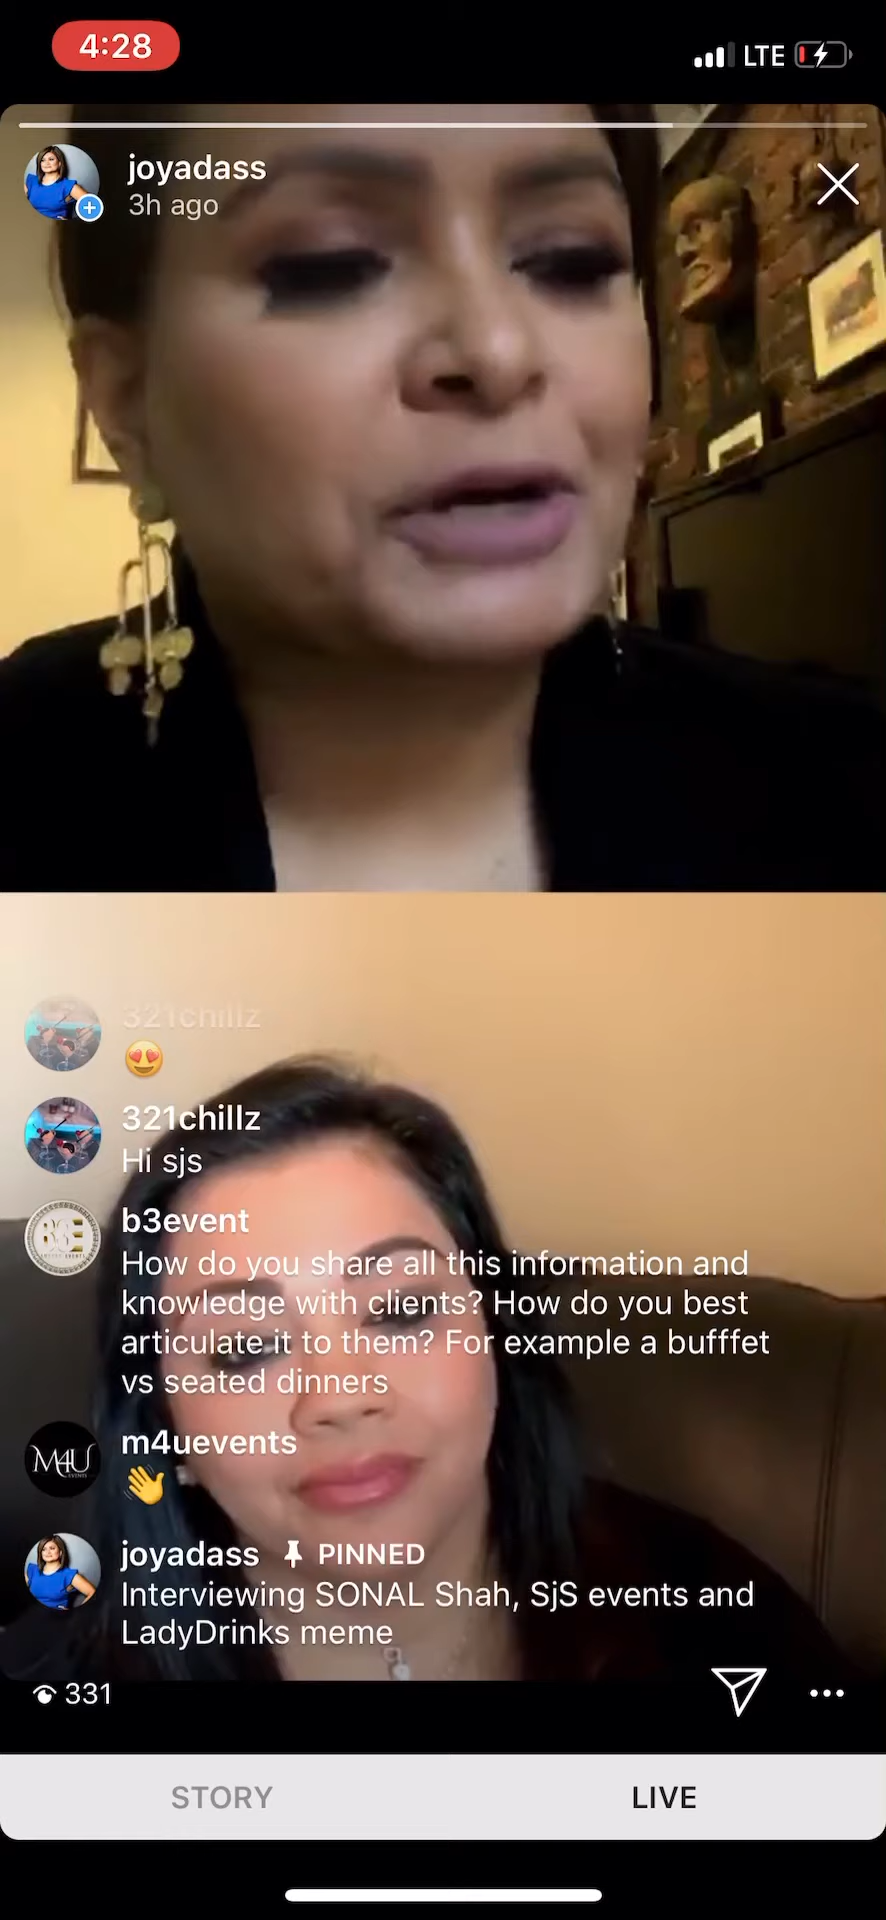 4:28
LTE
joyadass
3h ago
321chillz
😍
321chillz
Hi sjs
b3event
How do you share all this information and
knowledge with clients? How do you best
articulate it to them? For example a bufffet
vs seated dinners
m4uevents
👋
M4U
EVENTS
joyadass PINNED
Interviewing SONAL Shah, SjS events and
LadyDrinks meme
331
STORY
LIVE